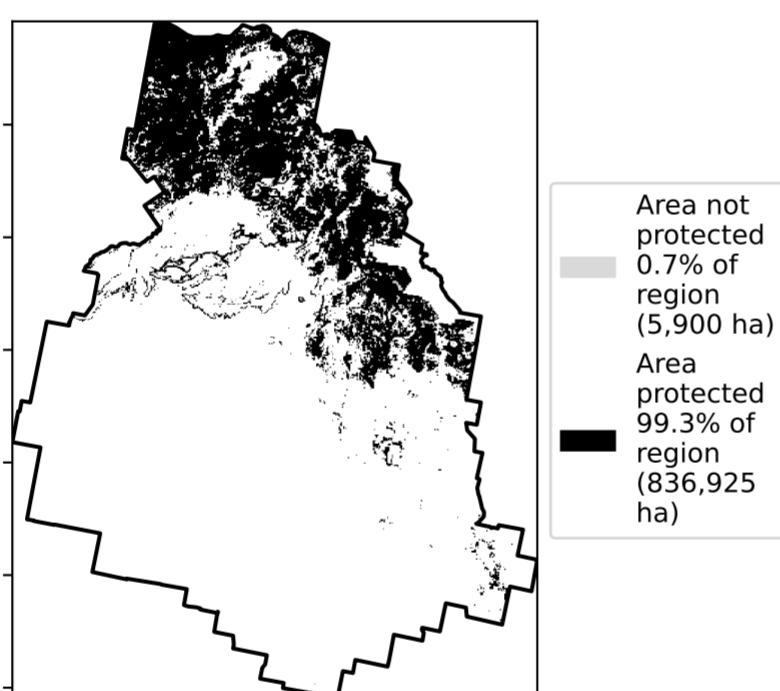 Area not
protected
0.7% of
region
(5,900 ha)
Area
protected
99.3% of
region
(836,925
ha)